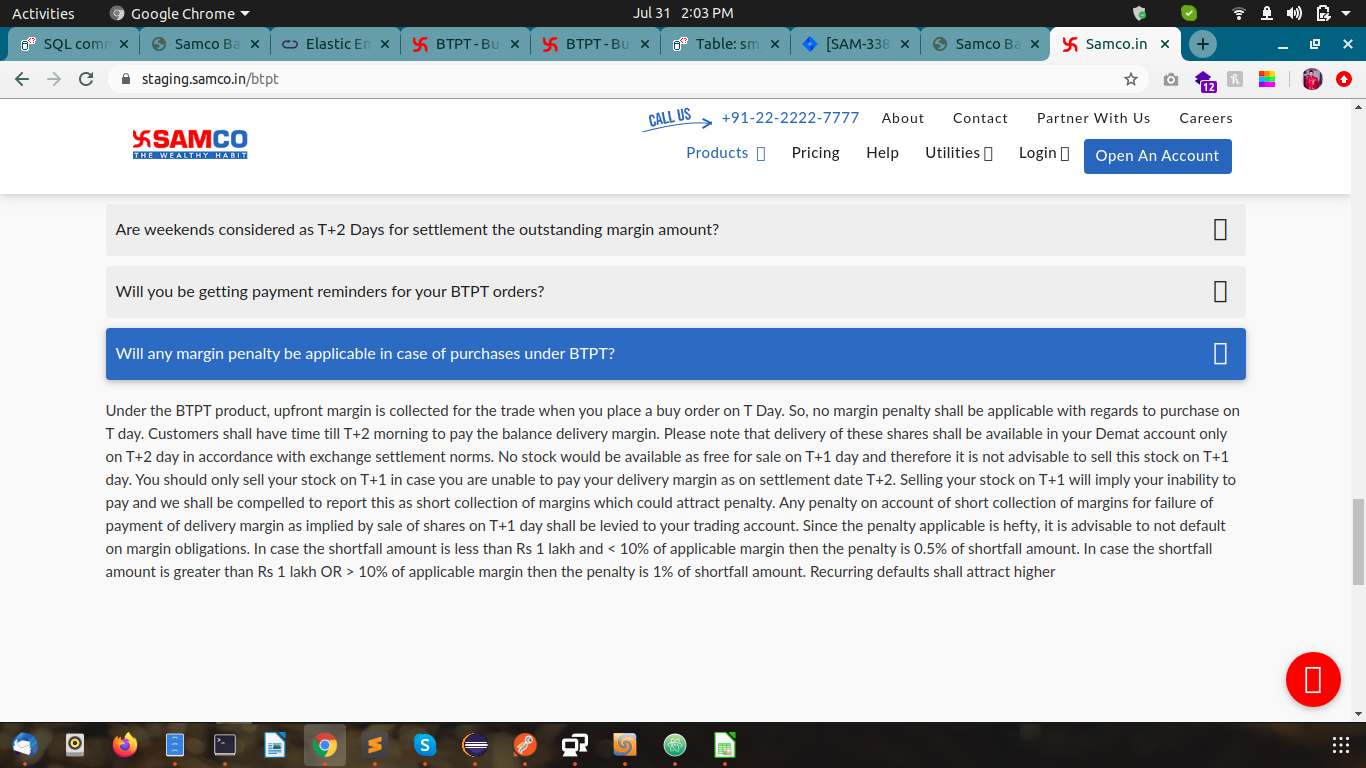 Activities
Google Chrome
Jul 31 2:03 PM
SQL com
Samco Ba
Elastic E
BTPT - Bu
BTPT - Bu
Table: sm
[SAM-338
Samco Ba
Samco.in
staging.samco.in/btpt
12
CALL US
+91-22-2222-7777
About
Contact
Partner With Us
Careers
SAMCO
THE WEALTHY HABIT
Products
Pricing
Help
Utilities
Login
Open An Account
Are weekends considered as T+2 Days for settlement the outstanding margin amount?
Will you be getting payment reminders for your BTPT orders?
Will any margin penalty be applicable in case of purchases under BTPT?
Under the BTPT product, upfront margin is collected for the trade when you place a buy order on T Day. So, no margin penalty shall be applicable with regards to purchase on
T day. Customers shall have time till T+2 morning to pay the balance delivery margin. Please note that delivery of these shares shall be available in your Demat account only
on T+2 day in accordance with exchange settlement norms. No stock would be available as free for sale on T+1 day and therefore it is not advisable to sell this stock on T+1
day. You should only sell your stock on T+1 in case you are unable to pay your delivery margin as on settlement date T+2. Selling your stock on T+1 will imply your inability to
pay and we shall be compelled to report this as short collection of margins which could attract penalty. Any penalty on account of short collection of margins for failure of
payment of delivery margin as implied by sale of shares on T+1 day shall be levied to your trading account. Since the penalty applicable is hefty, it is advisable to not default
on margin obligations. In case the shortfall amount is less than Rs 1 lakh and < 10% of applicable margin then the penalty is 0.5% of shortfall amount. In case the shortfall
amount is greater than Rs 1 lakh OR > 10% of applicable margin then the penalty is 1% of shortfall amount. Recurring defaults shall attract higher